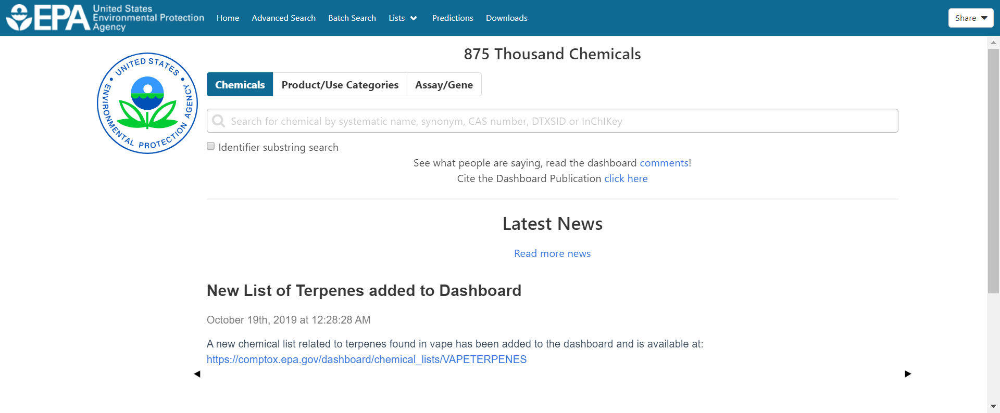 EPA
United States
Environmental Protection
Agency
Home Advanced Search Batch Search Lists Predictions Downloads
Share
UNITED STATES
ENVIRONMENTAL PROTECTION AGENCY
875 Thousand Chemicals
Chemicals Product/Use Categories Assay/Gene
Search for chemical by systematic name, synonym, CAS number, DTXSID or InChIKey
Identifier substring search
See what people are saying, read the dashboard comments!
Cite the Dashboard Publication click here
Latest News
Read more news
New List of Terpenes added to Dashboard
October 19th, 2019 at 12:28:28 AM
A new chemical list related to terpenes found in vape has been added to the dashboard and is available at:
https://comptox.epa.gov/dashboard/chemical_lists/VAPETERPENES